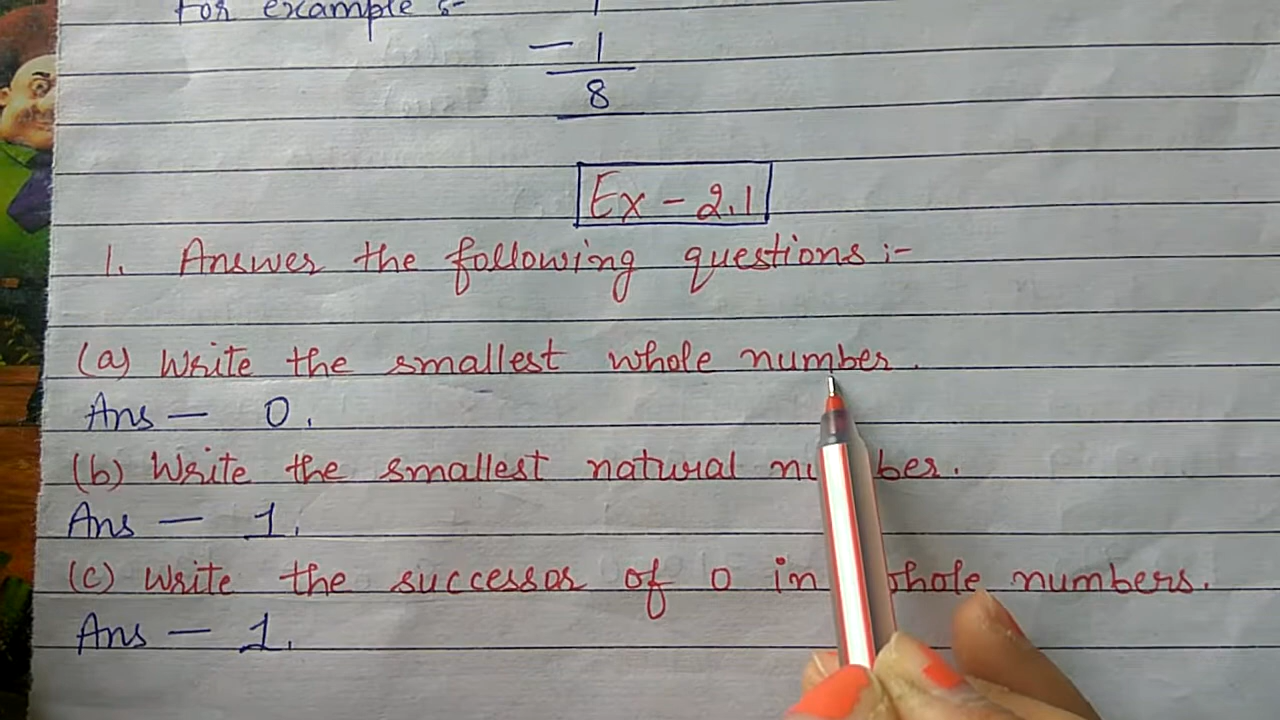 For example :-
— 1
8
Ex - 2.1
1. Answer the following questions :-
(a) Write the smallest whole number.
Ans — 0.
(b) Write the smallest natural
Ans — 1.
(c) Write the successor of 0 in numbers.
Ans — 1.